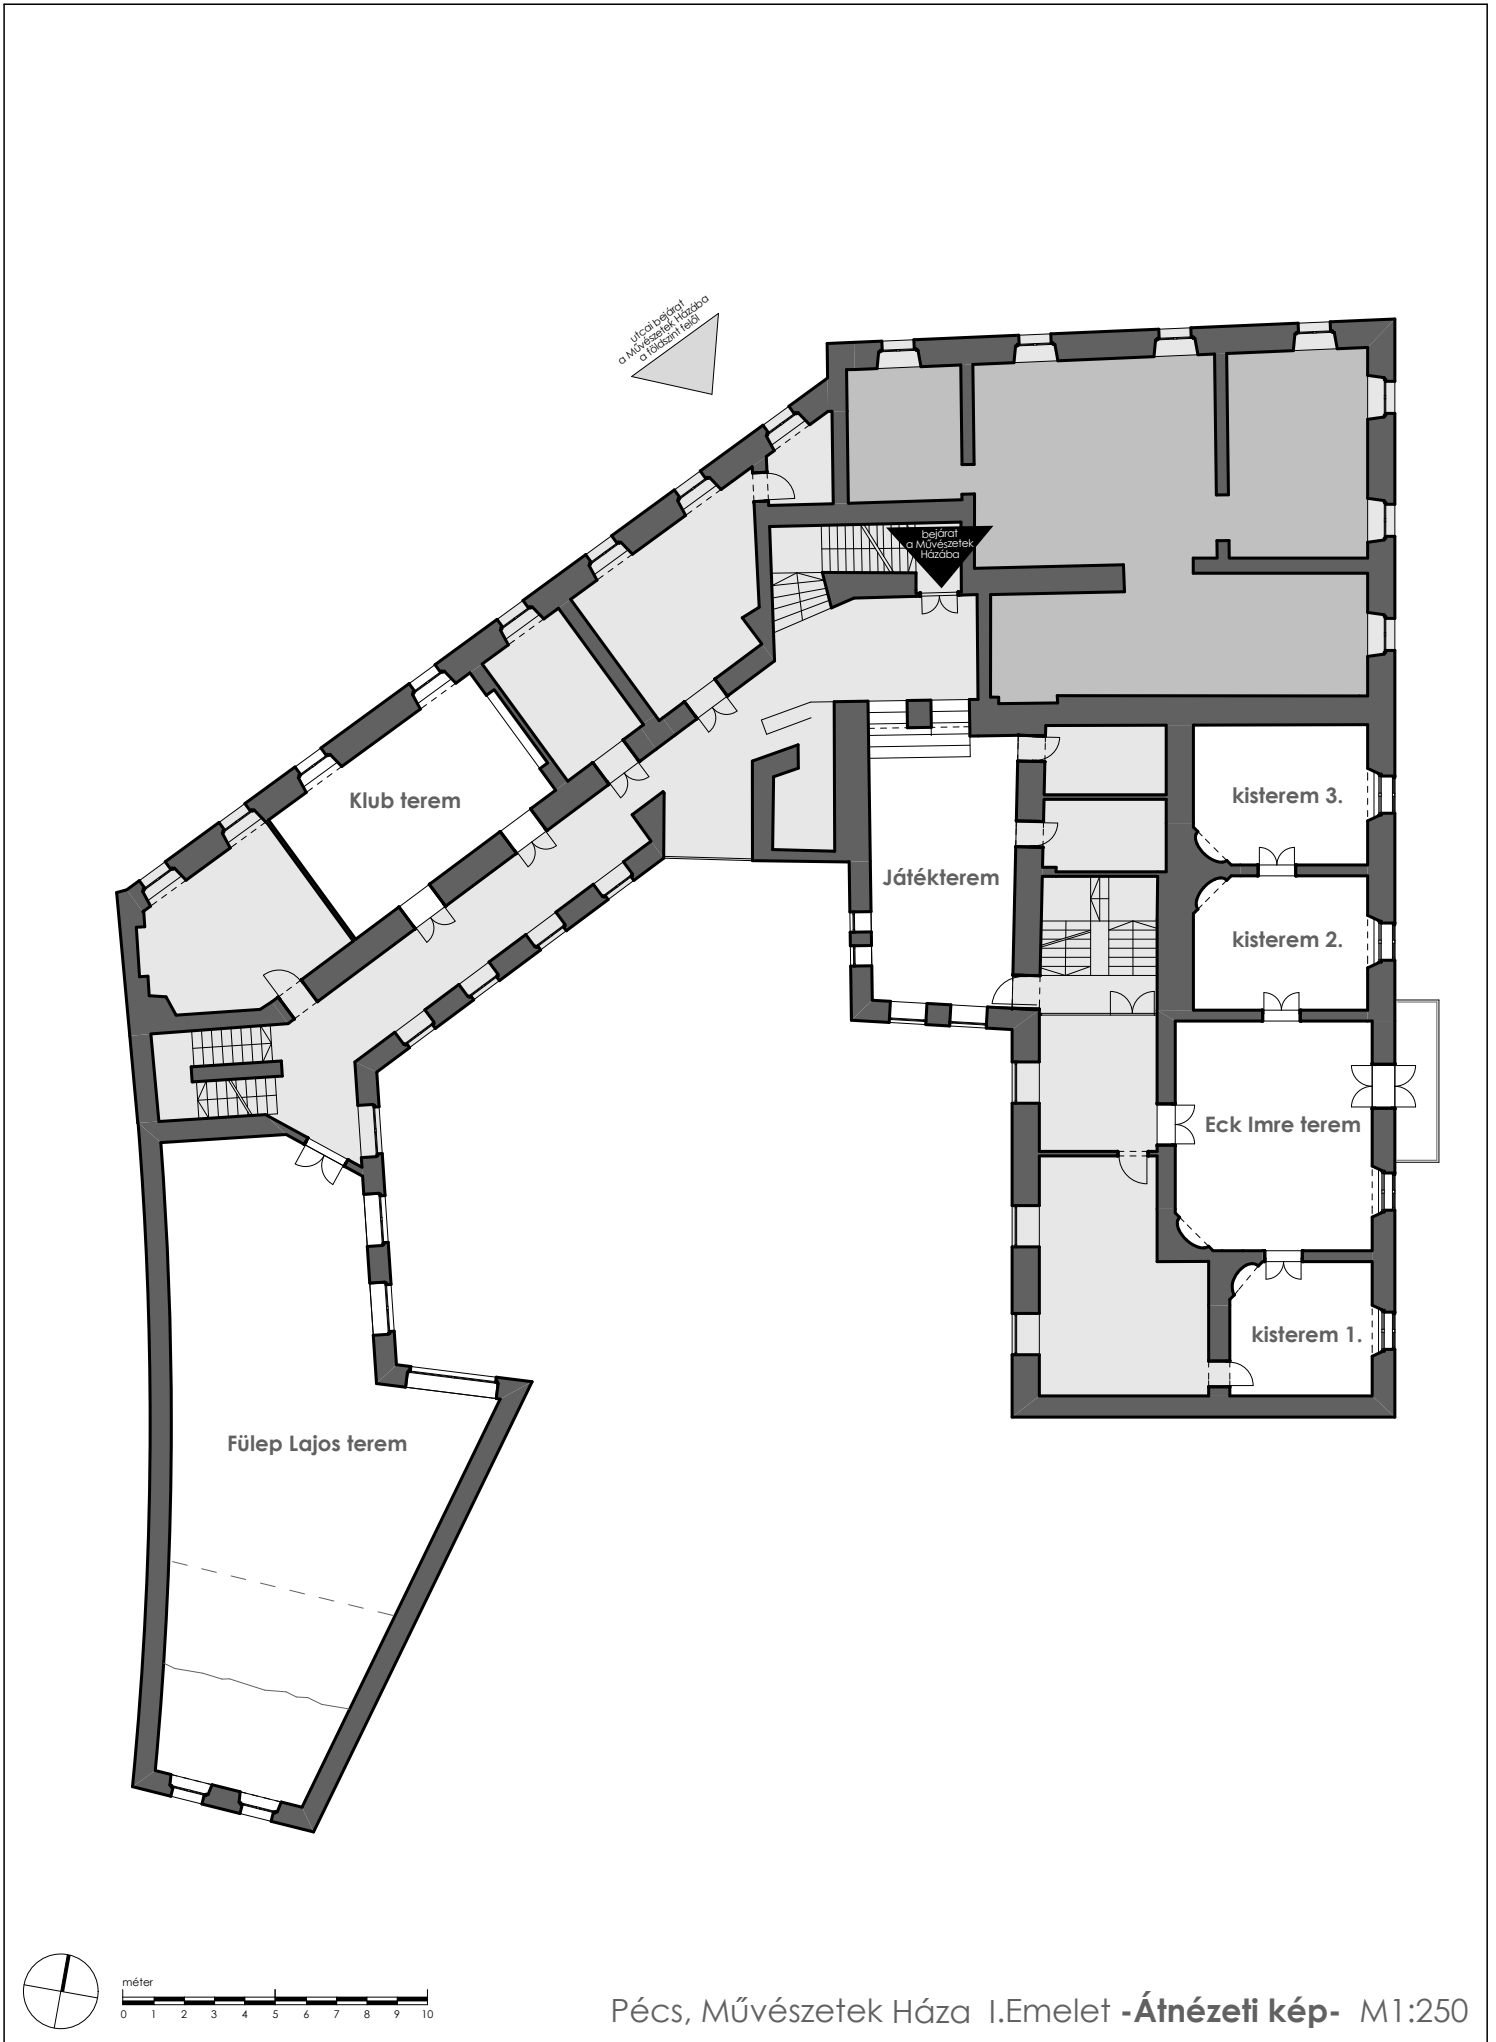 utcai bejárat
a Művészetek Házába
a földszint felől
bejárat
a Művészetek
Házába
Klub terem
kisterem 3.
Játékterem
kisterem 2.
Eck Imre terem
kisterem 1.
Fülep Lajos terem
méter
0 1 2 3 4 5 6 7 8 9 10
Pécs, Művészetek Háza I.Emelet -Átnézeti kép- M1:250